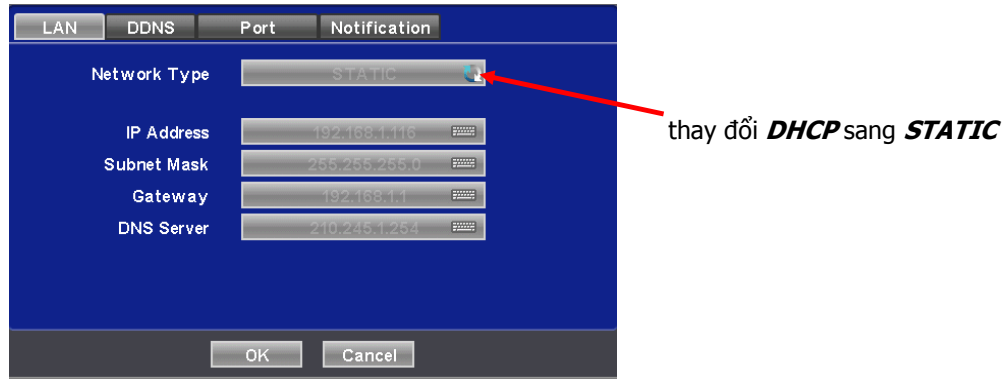 LAN DDNS Port Notification
Network Type STATIC
thay đổi DHCP sang STATIC
IP Address 192.168.1.116
Subnet Mask 255.255.255.0
Gateway 192.168.1.1
DNS Server 210.245.1.254
OK Cancel